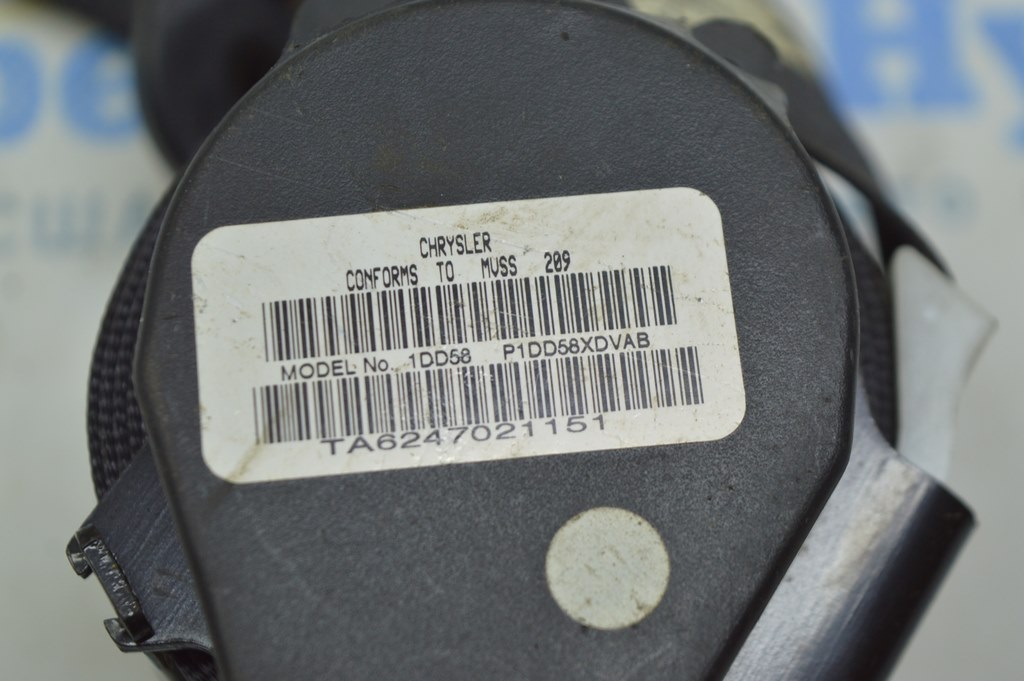 CHRYSLER
CONFORMS TO MVSS 209
MODEL No. 1DD58 P1DD58XDVAB
TA6247021151